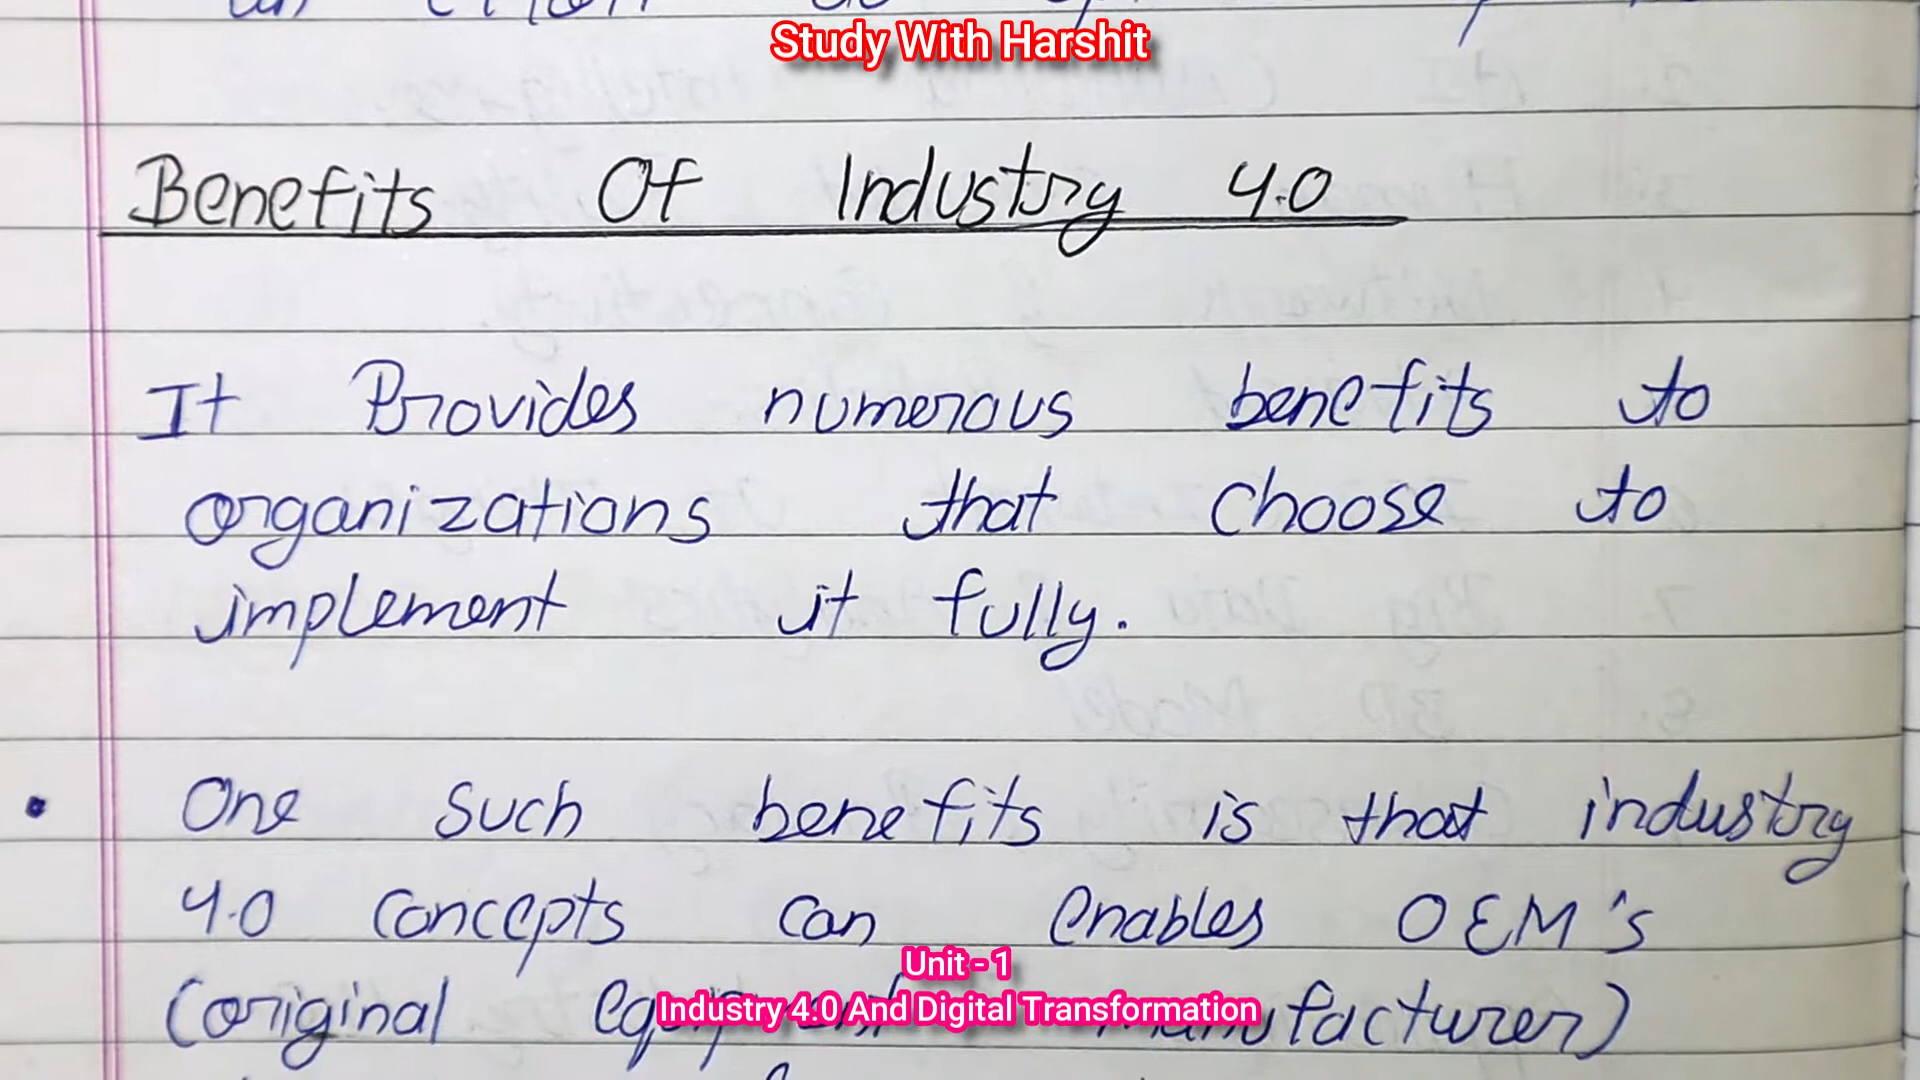 Study With Harshit
Benefits Of Industry 4.0
It Provides numerous benefits to
organizations that choose to
implement it fully.
• One such benefits is that industry
4.0 concepts can enables OEM's
Unit - 1
(original equipment manufacturer)
Industry 4.0 And Digital Transformation